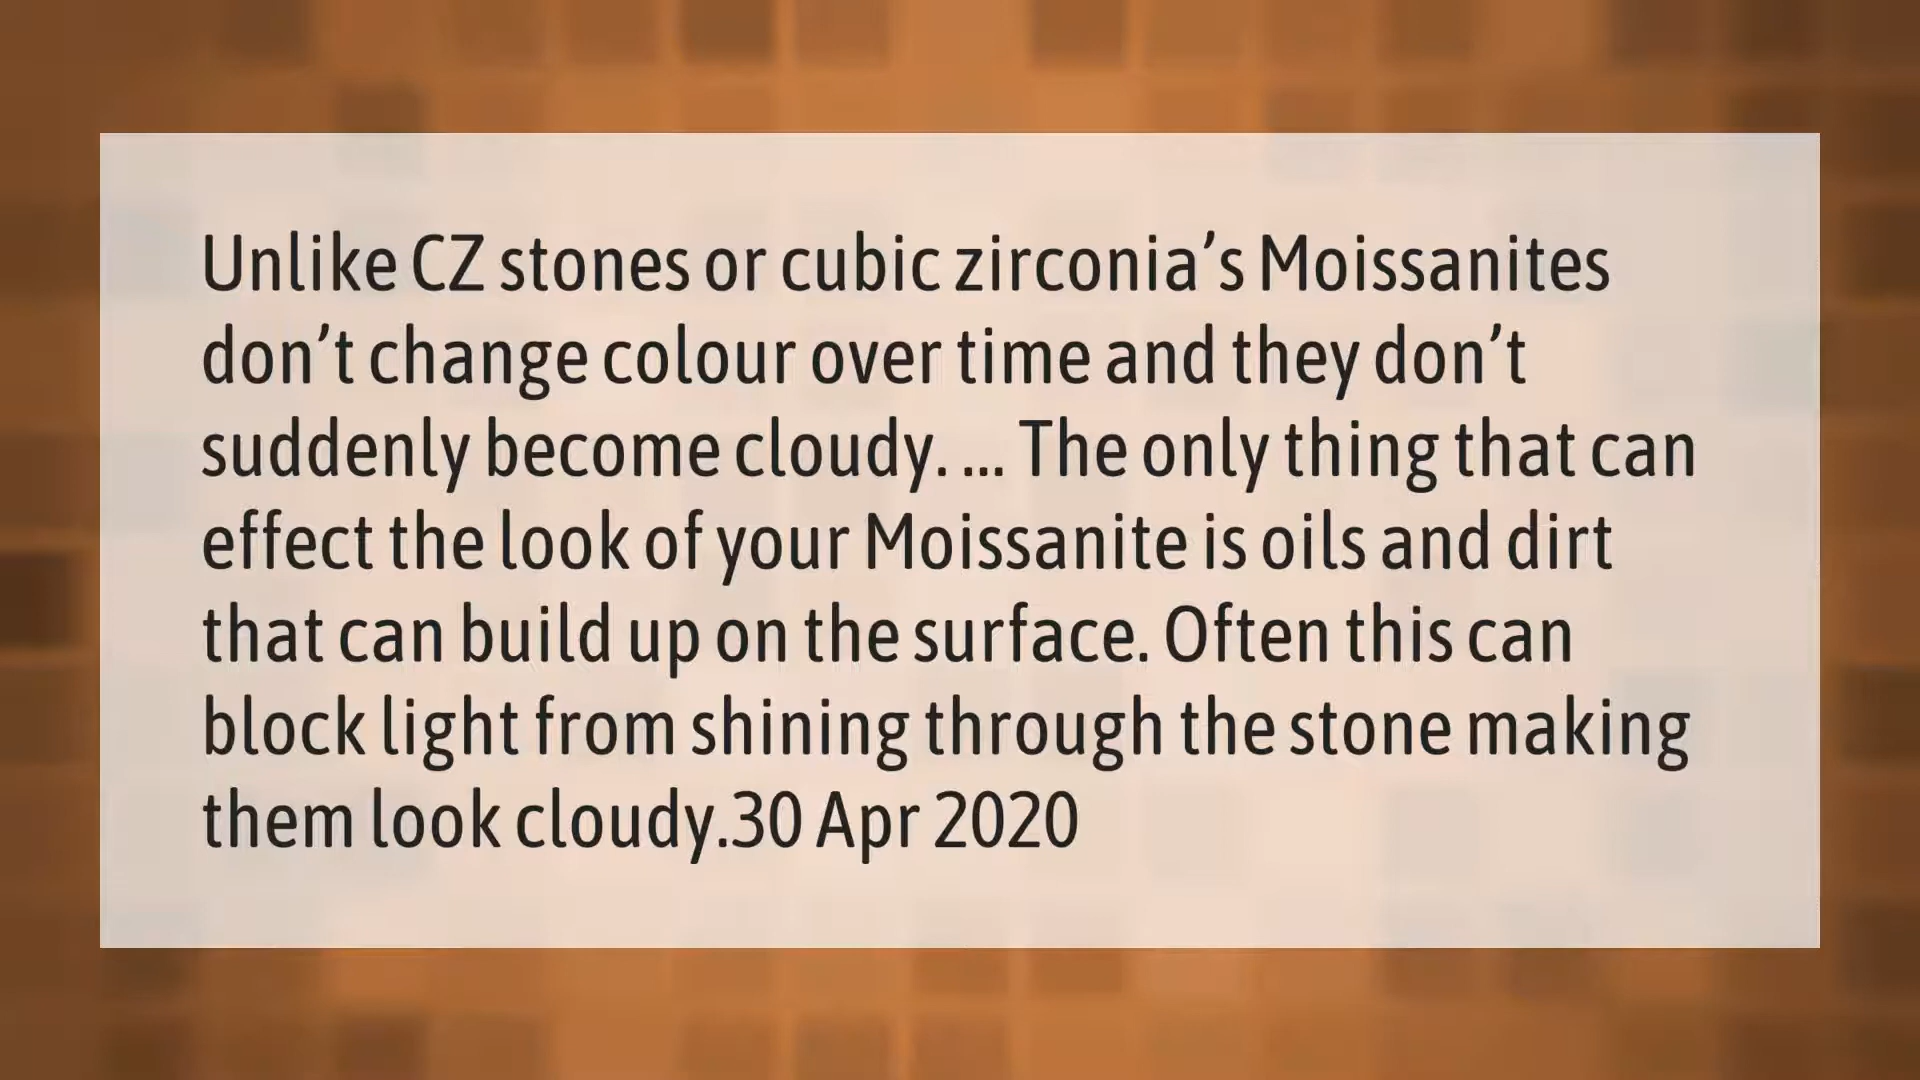 Unlike CZ stones or cubic zirconia’s Moissanites
don’t change colour over time and they don’t
suddenly become cloudy. ... The only thing that can
effect the look of your Moissanite is oils and dirt
that can build up on the surface. Often this can
block light from shining through the stone making
them look cloudy.30 Apr 2020